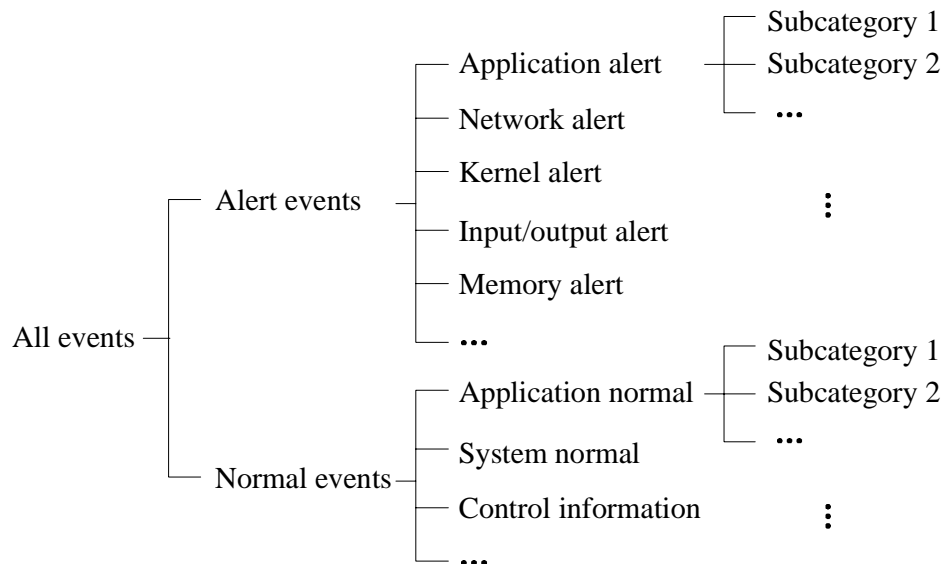 All events
Alert events
Application alert
Subcategory 1
Subcategory 2
...
Network alert
Kernel alert
Input/output alert
Memory alert
...
Normal events
Application normal
Subcategory 1
Subcategory 2
...
System normal
Control information
...